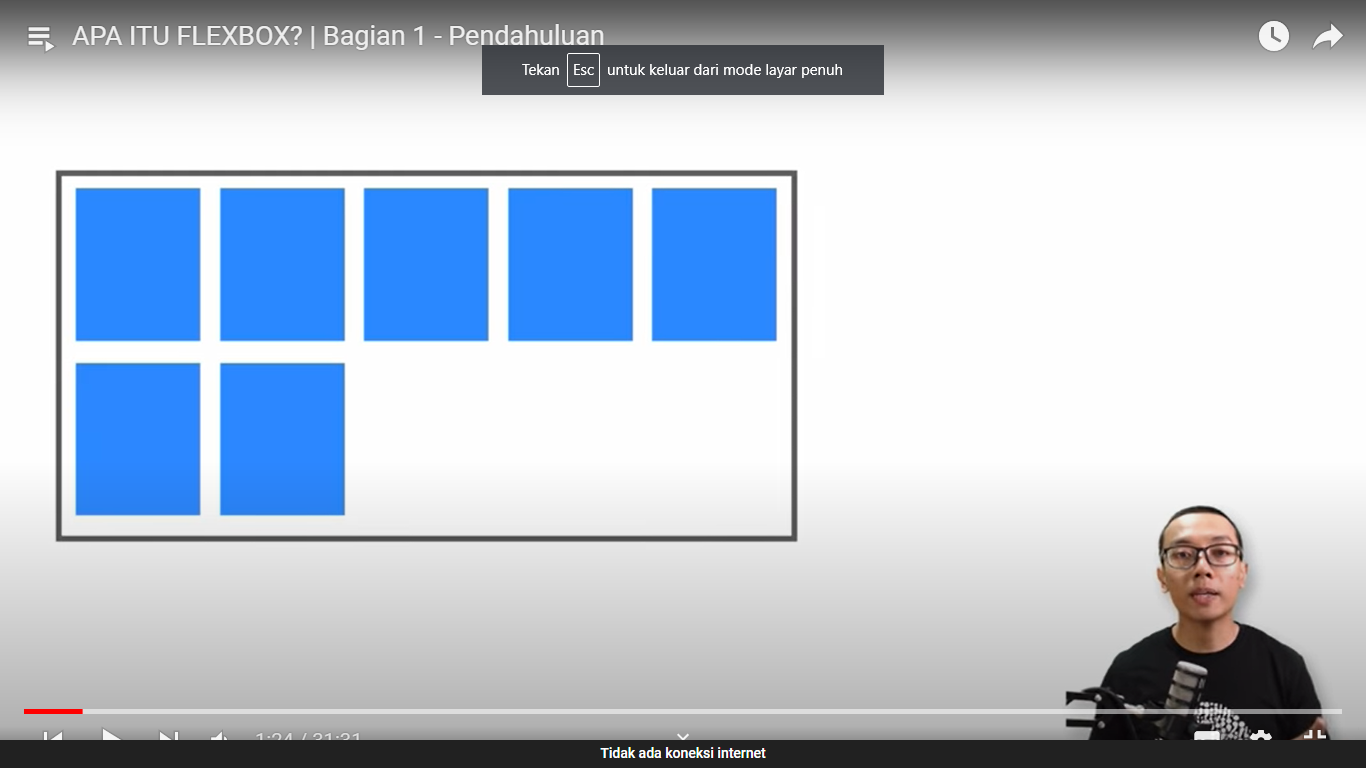 APA ITU FLEXBOX? | Bagian 1 - Pendahuluan
Tekan Esc untuk keluar dari mode layar penuh
1:24 / 31:31
Tidak ada koneksi internet